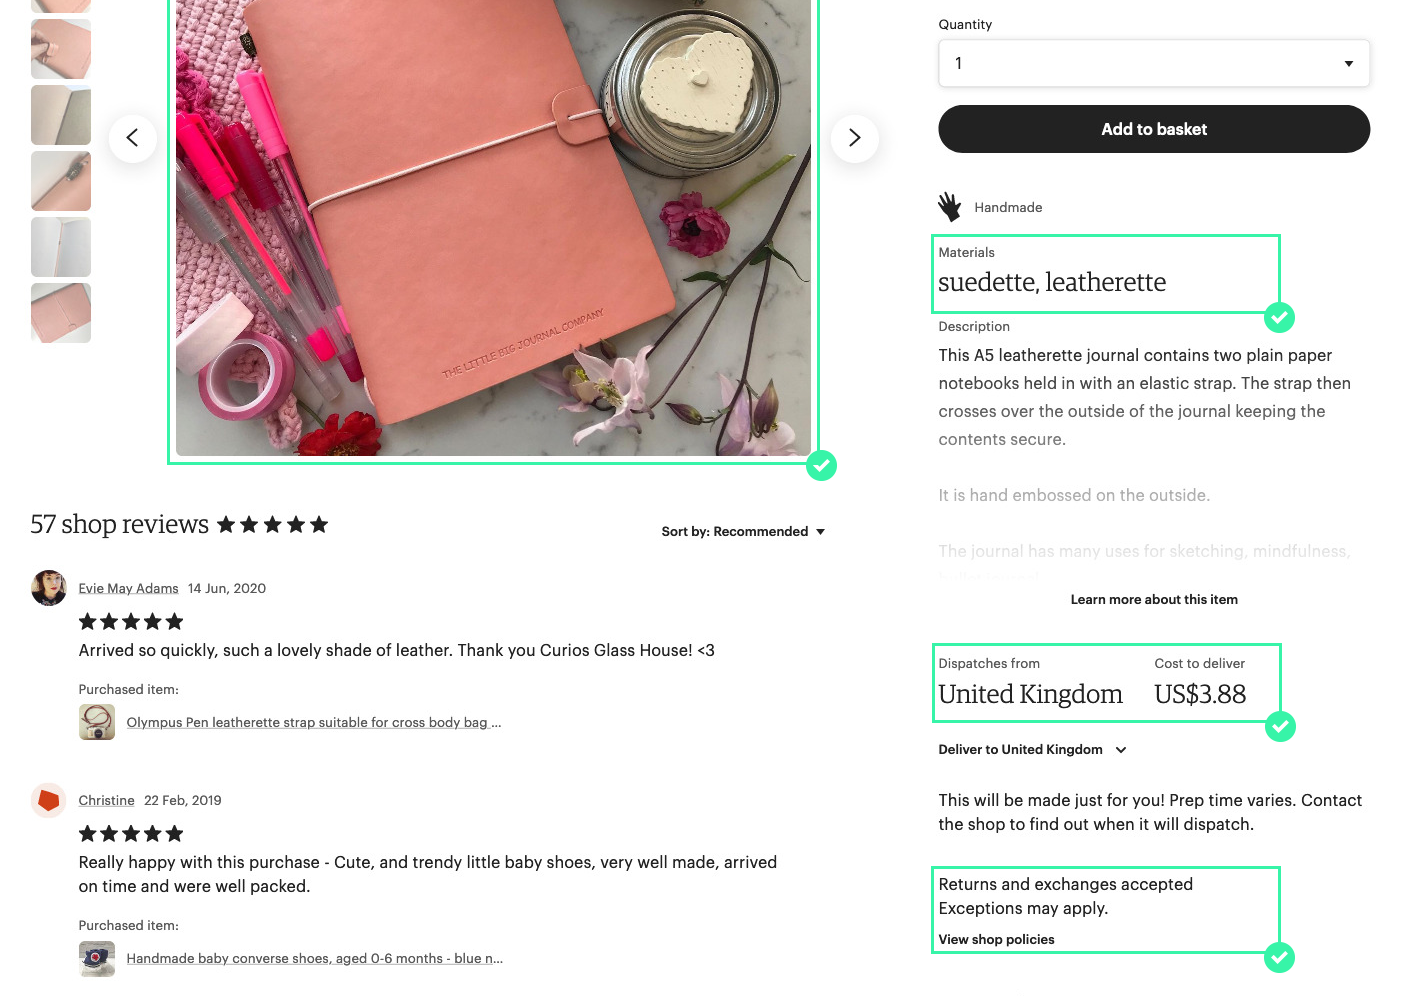 THE LITTLE BIG JOURNAL COMPANY
57 shop reviews
Sort by: Recommended
Evie May Adams 14 Jun, 2020
Arrived so quickly, such a lovely shade of leather. Thank you Curios Glass House! <3
Purchased item:
Olympus Pen leatherette strap suitable for cross body bag ...
Christine 22 Feb, 2019
Really happy with this purchase - Cute, and trendy little baby shoes, very well made, arrived
on time and were well packed.
Purchased item:
Handmade baby converse shoes, aged 0-6 months - blue n...
Quantity
1
Add to basket
Handmade
Materials
suedette, leatherette
Description
This A5 leatherette journal contains two plain paper
notebooks held in with an elastic strap. The strap then
crosses over the outside of the journal keeping the
contents secure.
It is hand embossed on the outside.
The journal has many uses for sketching, mindfulness,
Learn more about this item
Dispatches from Cost to deliver
United Kingdom US$3.88
Deliver to United Kingdom
This will be made just for you! Prep time varies. Contact
the shop to find out when it will dispatch.
Returns and exchanges accepted
Exceptions may apply.
View shop policies